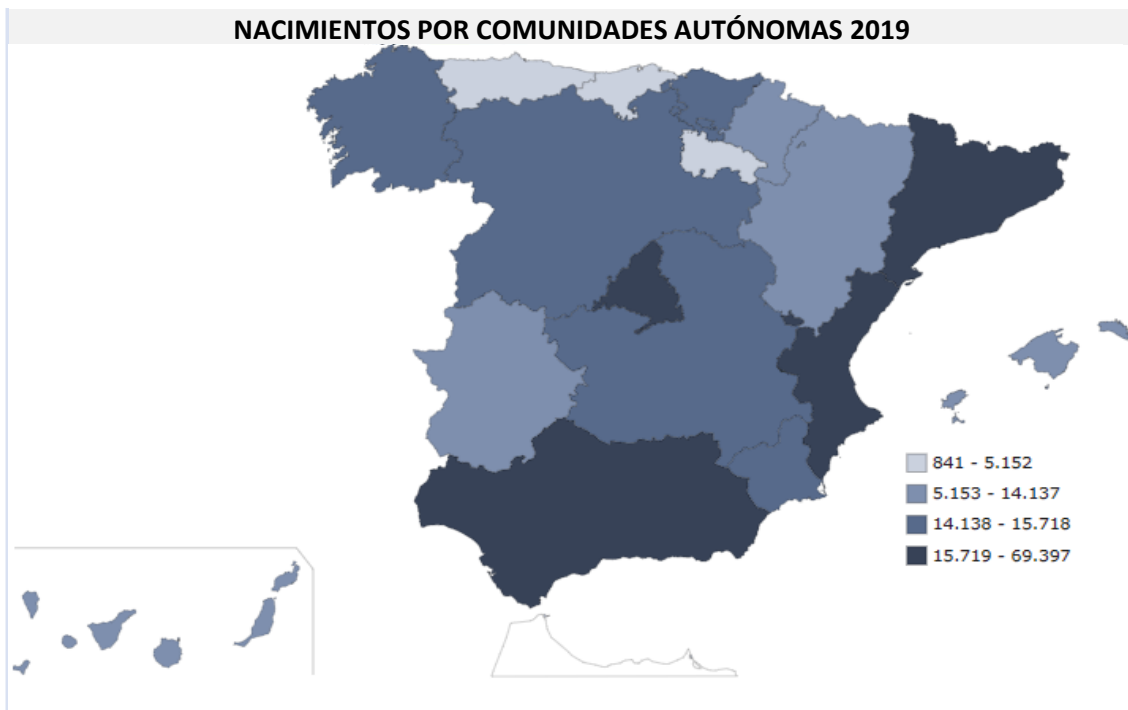 NACIMIENTOS POR COMUNIDADES AUTÓNOMAS 2019
841 - 5.152
5.153 - 14.137
14.138 - 15.718
15.719 - 69.397